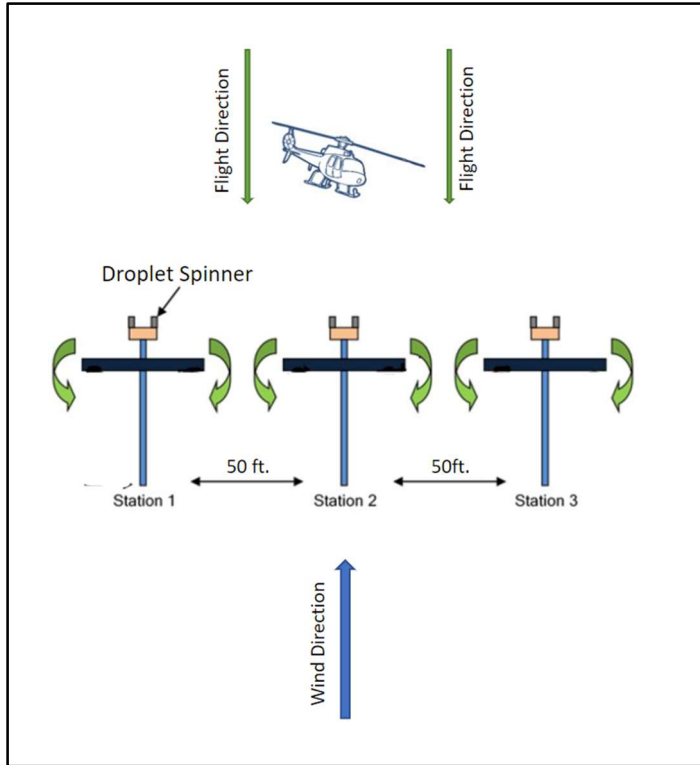 Flight Direction
Flight Direction
Droplet Spinner
50 ft.
50ft.
Station 1
Station 2
Station 3
Wind Direction